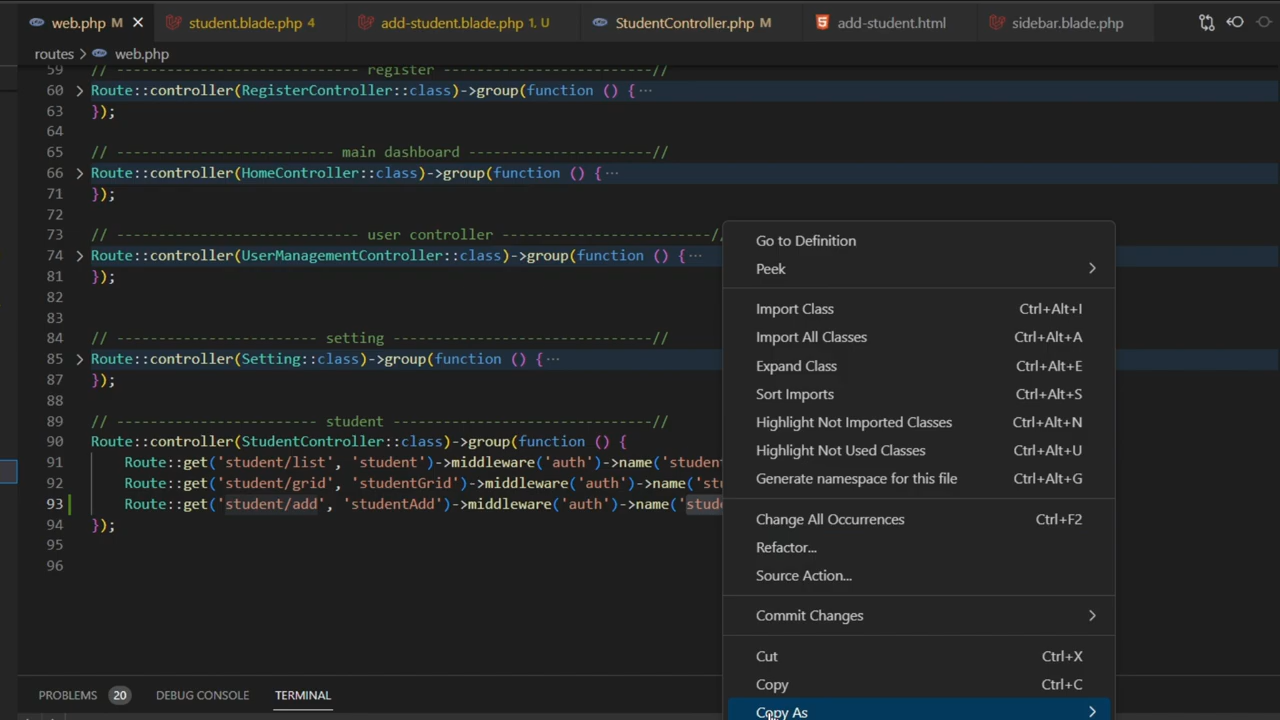 web.php M
student.blade.php 4
add-student.blade.php 1, U
StudentController.php M
add-student.html
sidebar.blade.php
routes > web.php
59 // --------------------------- register --------------------------//
60 Route::controller(RegisterController::class)->group(function () {…
63 });
64
65 // -------------------------- main dashboard ----------------------//
66 Route::controller(HomeController::class)->group(function () {…
71 });
72
73 // ----------------------------- user controller -------------------------//
74 Route::controller(UserManagementController::class)->group(function () {…
81 });
82
83
84 // ------------------------ setting -----------------------------//
85 Route::controller(Setting::class)->group(function () {…
87 });
88
89 // ------------------------ student -----------------------------//
90 Route::controller(StudentController::class)->group(function () {
91 Route::get('student/list', 'student')->middleware('auth')->name('student
92 Route::get('student/grid', 'studentGrid')->middleware('auth')->name('stu
93 Route::get('student/add', 'studentAdd')->middleware('auth')->name('stude
94 });
95
96
Go to Definition
Peek
Import Class Ctrl+Alt+I
Import All Classes Ctrl+Alt+A
Expand Class Ctrl+Alt+E
Sort Imports Ctrl+Alt+S
Highlight Not Imported Classes Ctrl+Alt+N
Highlight Not Used Classes Ctrl+Alt+U
Generate namespace for this file Ctrl+Alt+G
Change All Occurrences Ctrl+F2
Refactor...
Source Action...
Commit Changes
Cut Ctrl+X
Copy Ctrl+C
Copy As
PROBLEMS 20 DEBUG CONSOLE TERMINAL